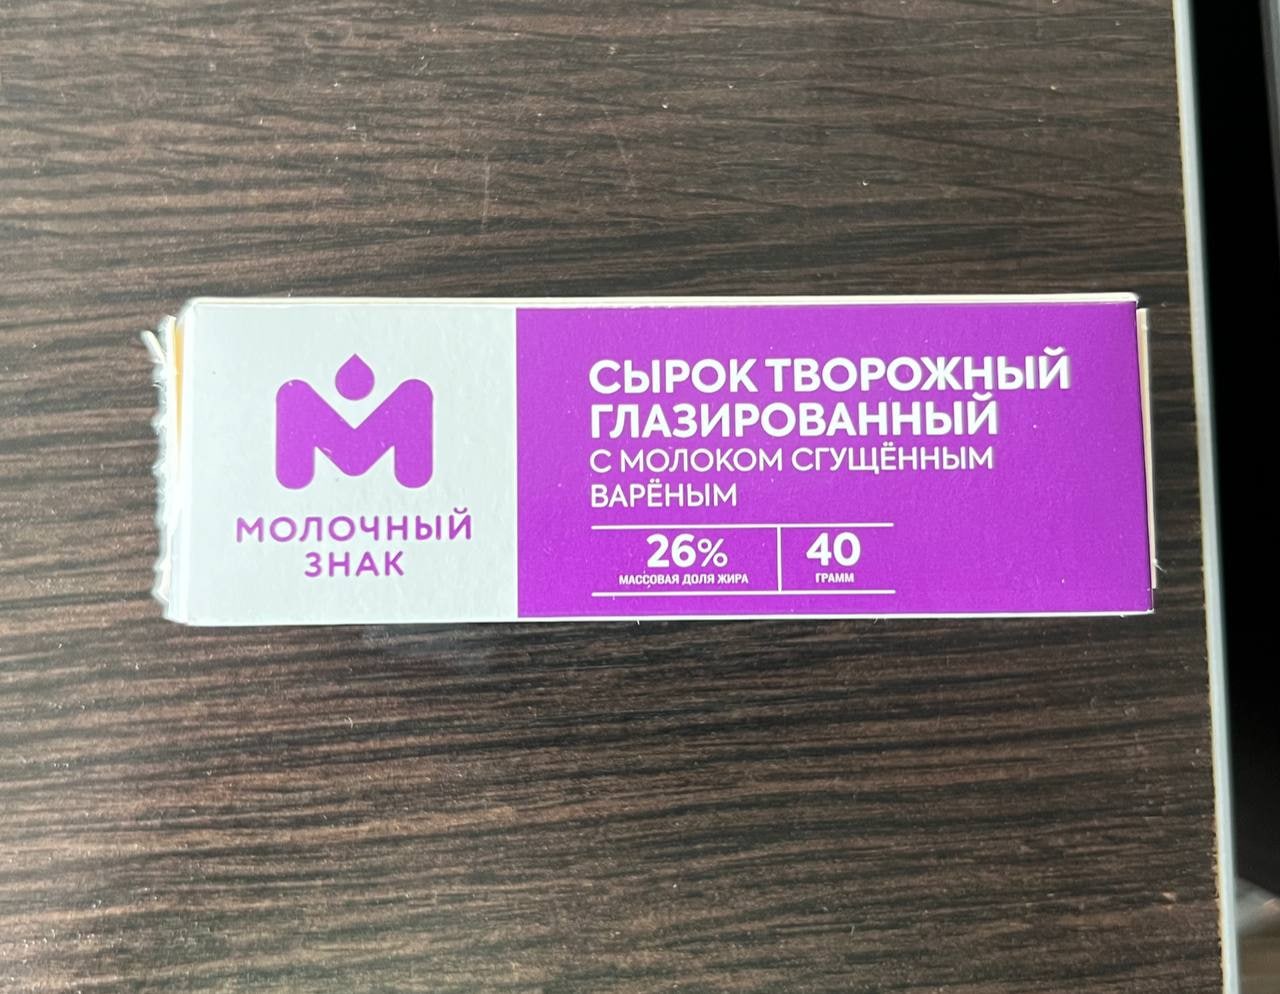 МОЛОЧНЫЙ
ЗНАК
СЫРОК ТВОРОЖНЫЙ
ГЛАЗИРОВАННЫЙ
С МОЛОКОМ СГУЩЁННЫМ
ВАРЁНЫМ
26% 40
МАССОВАЯ ДОЛЯ ЖИРА ГРАММ